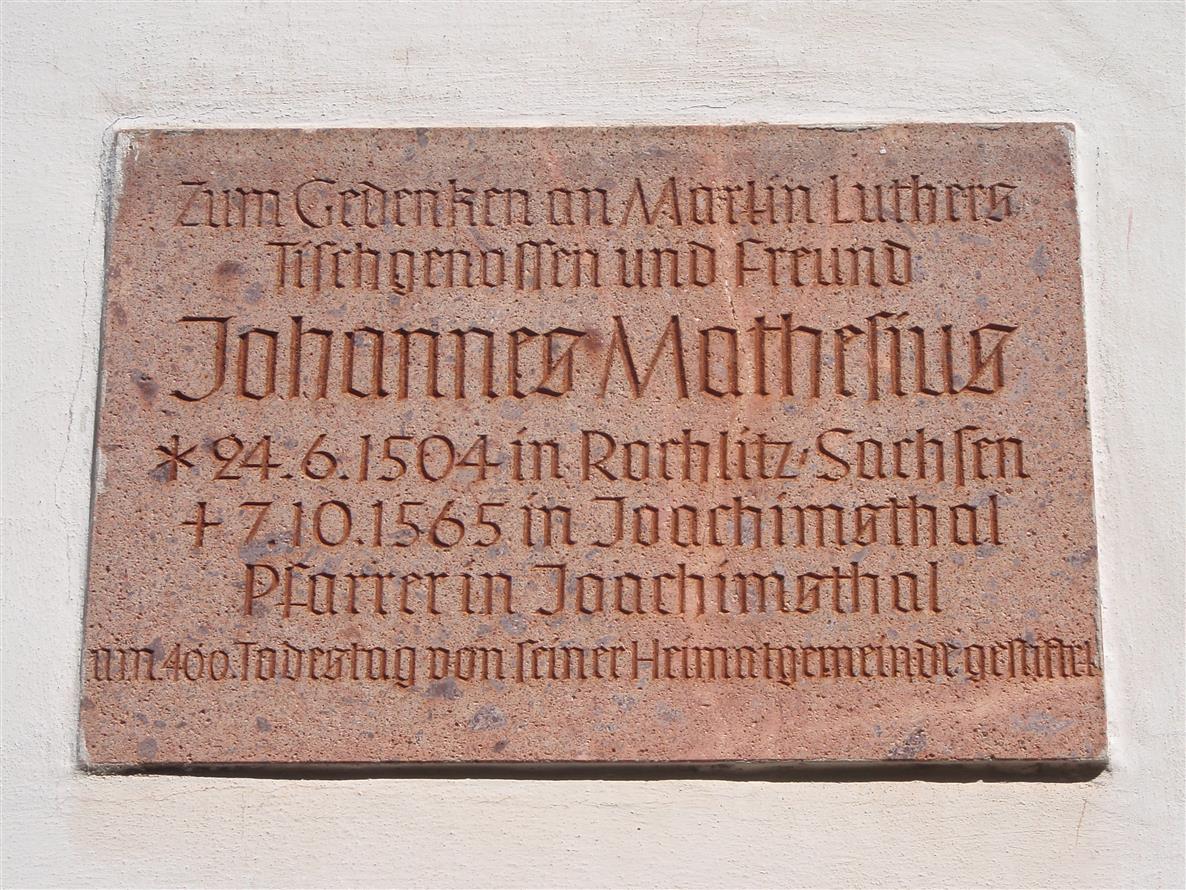 Zum Gedenken an Martin Luthers
Tiſchgenoſſen und Freund
Johannes Matheſius
* 24.6.1504 in Rochlitz·Sachſen
+ 7.10.1565 in Joachimsthal
Pfarrer in Joachimsthal
am 400. Todestag von ſeiner Heimatgemeinde geſtiftet